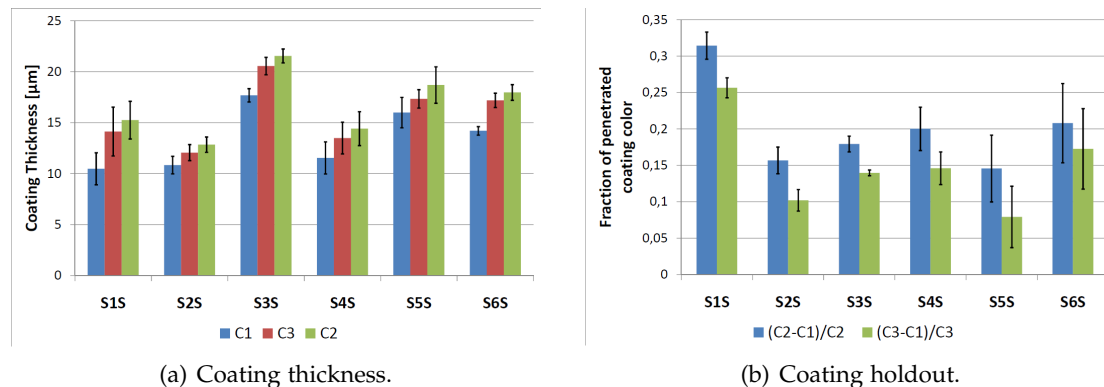 25
20
15
10
5
0
Coating Thickness [µm]
S1S S2S S3S S4S S5S S6S
C1 C3 C2
(a) Coating thickness.
0,35
0,3
0,25
0,2
0,15
0,1
0,05
0
Fraction of penetrated
coating color
S1S S2S S3S S4S S5S S6S
(C2-C1)/C2 (C3-C1)/C3
(b) Coating holdout.